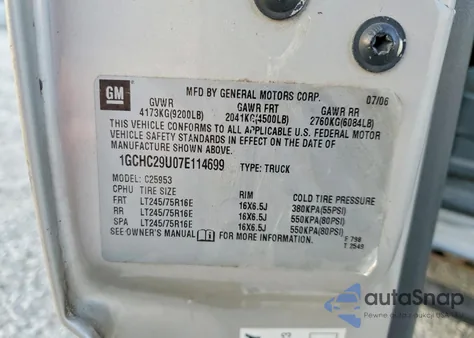 GM
MFD BY GENERAL MOTORS CORP. 07/06
GVWR GAWR FRT GAWR RR
4173KG(9200LB) 2041KG(4500LB) 2760KG(6084LB)
THIS VEHICLE CONFORMS TO ALL APPLICABLE U.S. FEDERAL MOTOR
VEHICLE SAFETY STANDARDS IN EFFECT ON THE DATE OF
MANUFACTURE SHOWN ABOVE.
1GCHC29U07E114699 TYPE: TRUCK
MODEL: C25953
CPHU TIRE SIZE RIM COLD TIRE PRESSURE
FRT LT245/75R16E 16X6.5J 380KPA(55PSI)
RR LT245/75R16E 16X6.5J 550KPA(80PSI)
SPA LT245/75R16E 16X6.5J 550KPA(80PSI)
SEE OWNER'S MANUAL FOR MORE INFORMATION. F 798
T 2549
autoSnap